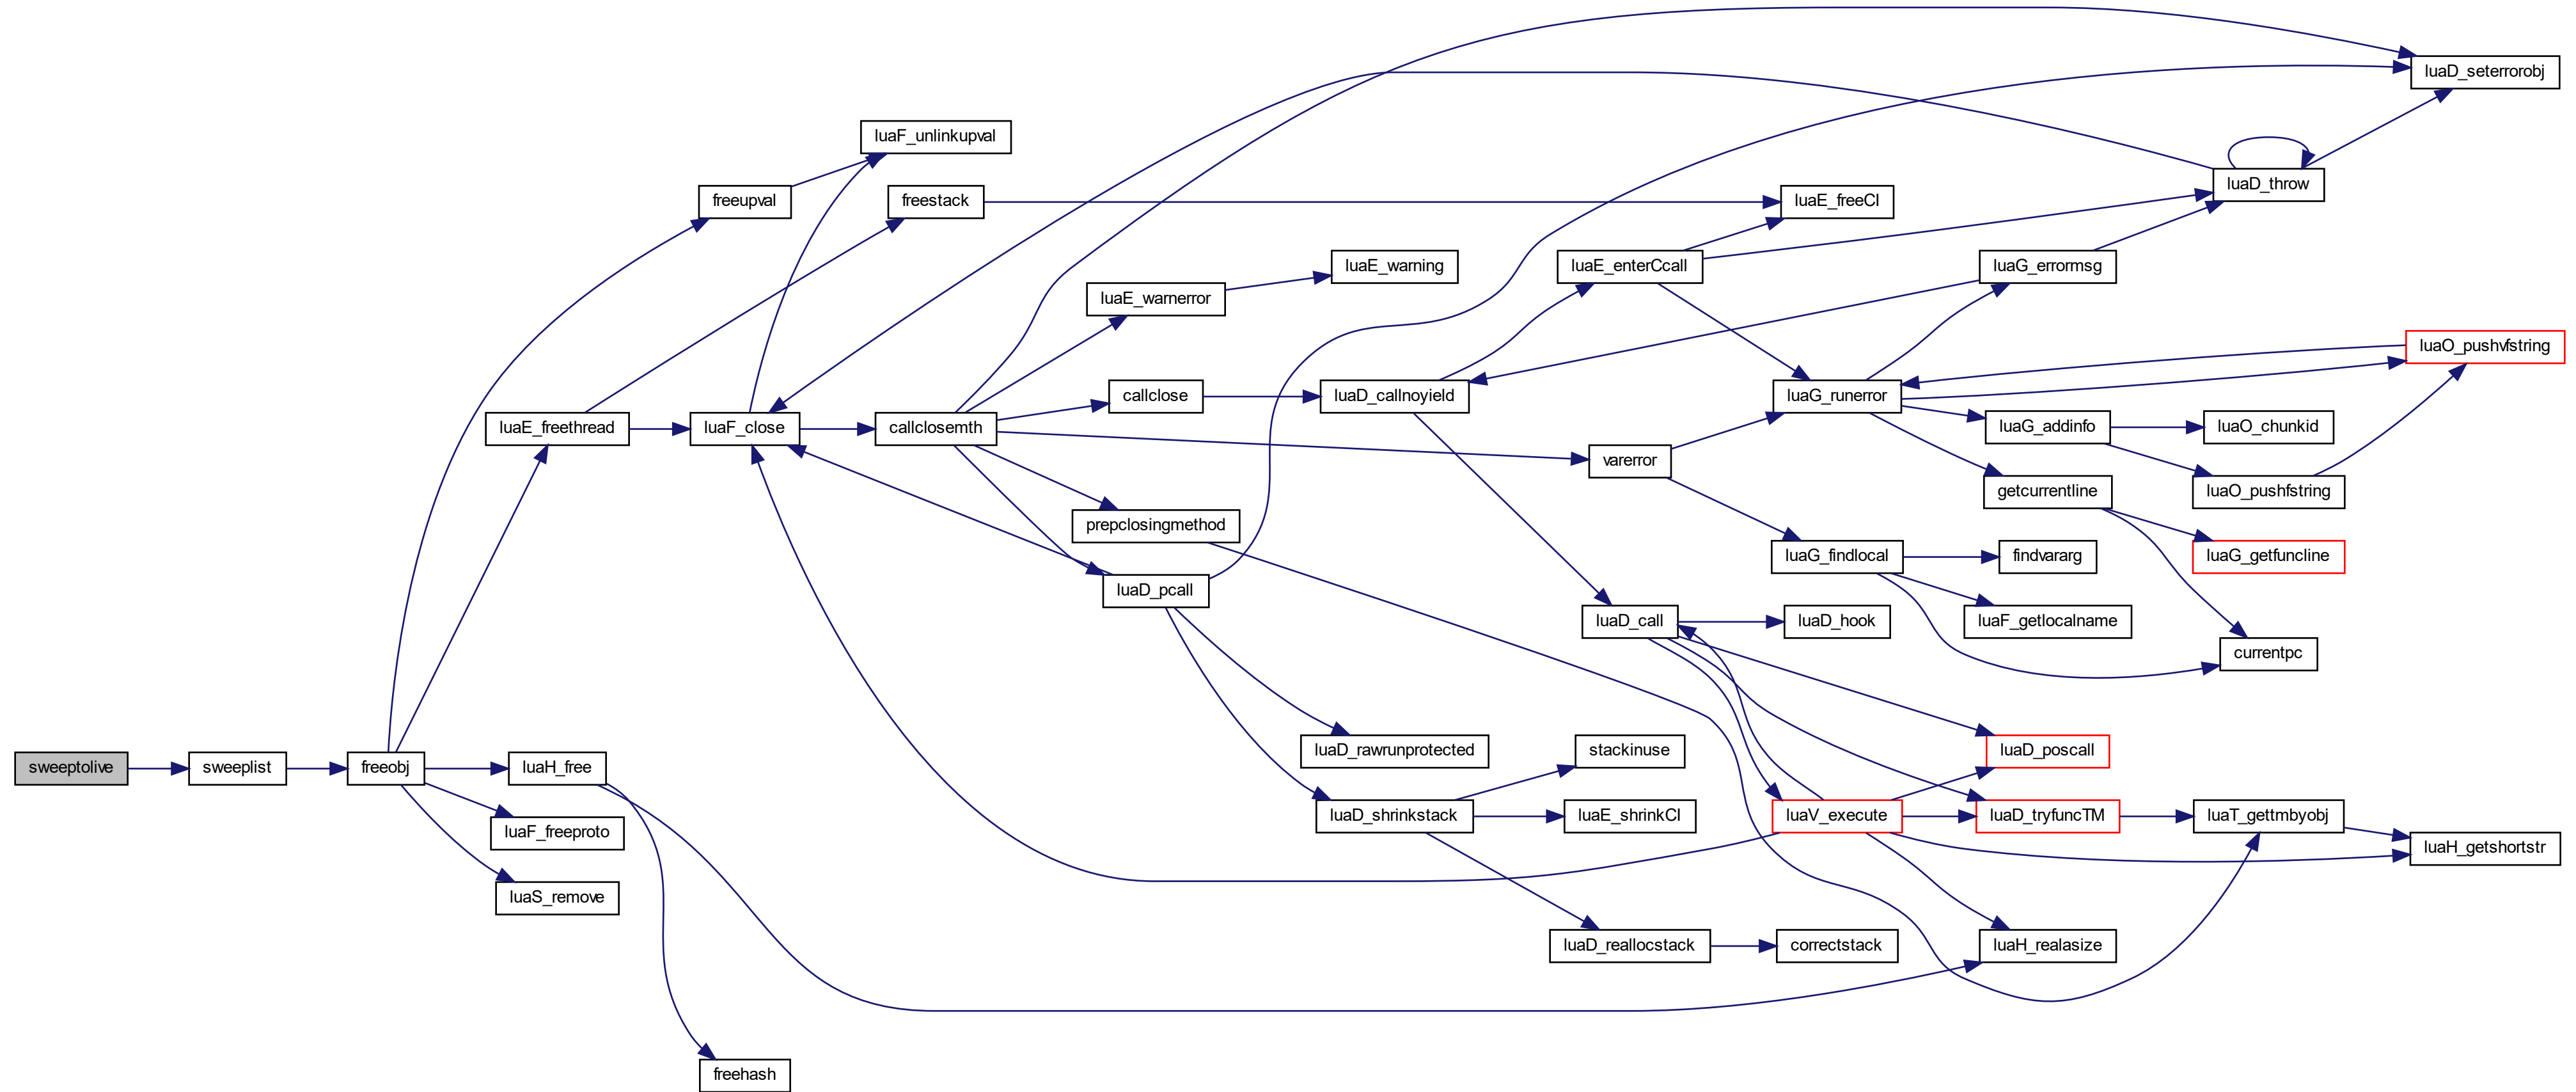 luaD_seterrorobj
luaF_unlinkupval
luaD_throw
freeupval
freestack
luaE_freeCI
luaE_warning
luaE_enterCcall
luaG_errormsg
luaE_warnerror
luaO_pushvfstring
callclose
luaD_callnoyield
luaG_runerror
luaE_freethread
luaF_close
callclosemth
luaG_addinfo
luaO_chunkid
varerror
getcurrentline
luaO_pushfstring
prepclosingmethod
luaG_findlocal
findvararg
luaG_getfuncline
luaD_pcall
luaD_call
luaD_hook
luaF_getlocalname
currentpc
luaD_rawrunprotected
stackinuse
luaD_poscall
sweeptolive
sweeplist
freeobj
luaH_free
luaF_freeproto
luaD_shrinkstack
luaE_shrinkCI
luaV_execute
luaD_tryfuncTM
luaT_gettmbyobj
luaH_getshortstr
luaS_remove
luaD_reallocstack
correctstack
luaH_realasize
freehash